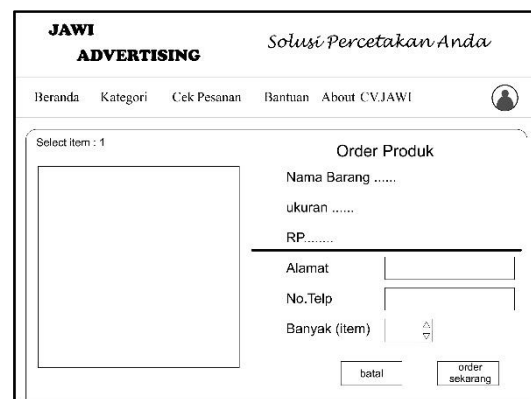 JAWI
ADVERTISING
Solusi Percetakan Anda
Beranda Kategori Cek Pesanan Bantuan About CV.JAWI
Select item : 1
Order Produk
Nama Barang ......
ukuran ......
RP........
Alamat
No.Telp
Banyak (item)
batal
order
sekarang